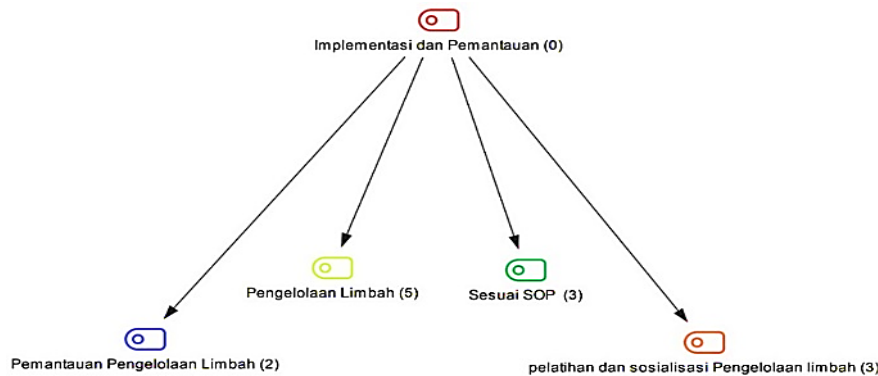 Implementasi dan Pemantauan (0)
Pengelolaan Limbah (5)
Sesuai SOP (3)
Pemantauan Pengelolaan Limbah (2)
pelatihan dan sosialisasi Pengelolaan limbah (3)